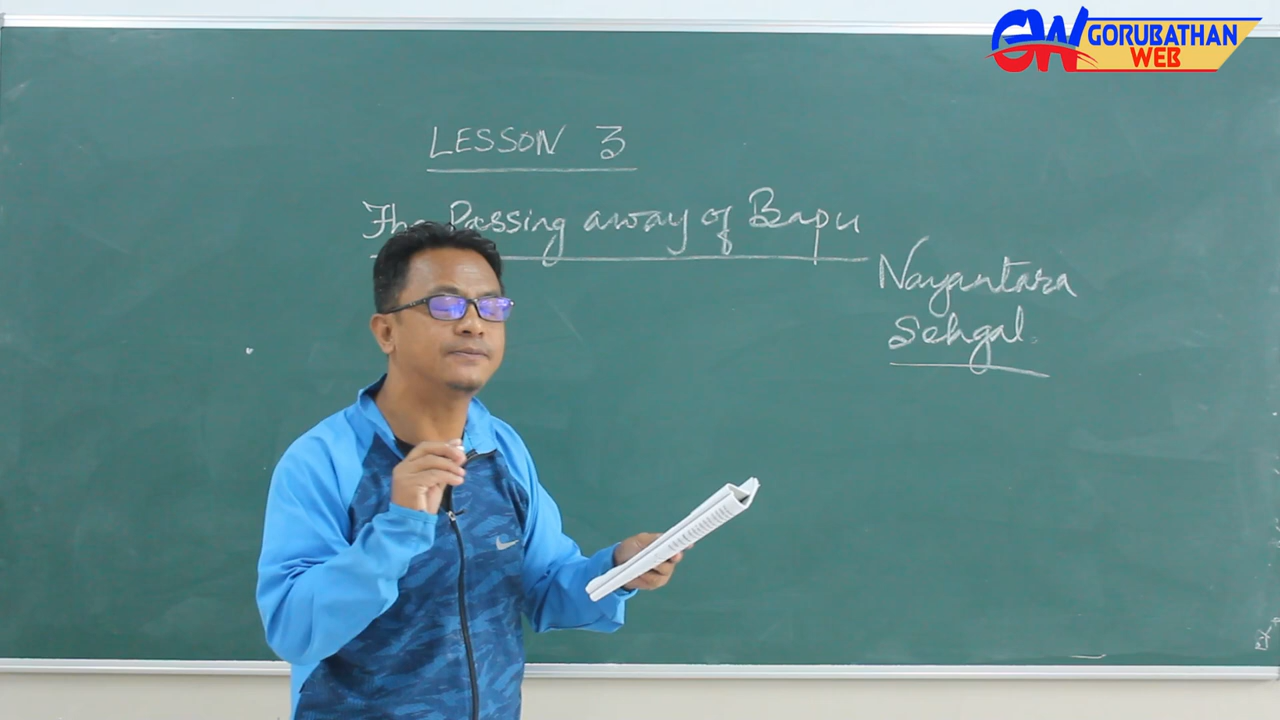 GW GORUBATHAN
WEB
LESSON 3
The Passing away of Bapu
Nayantara
Sehgal.